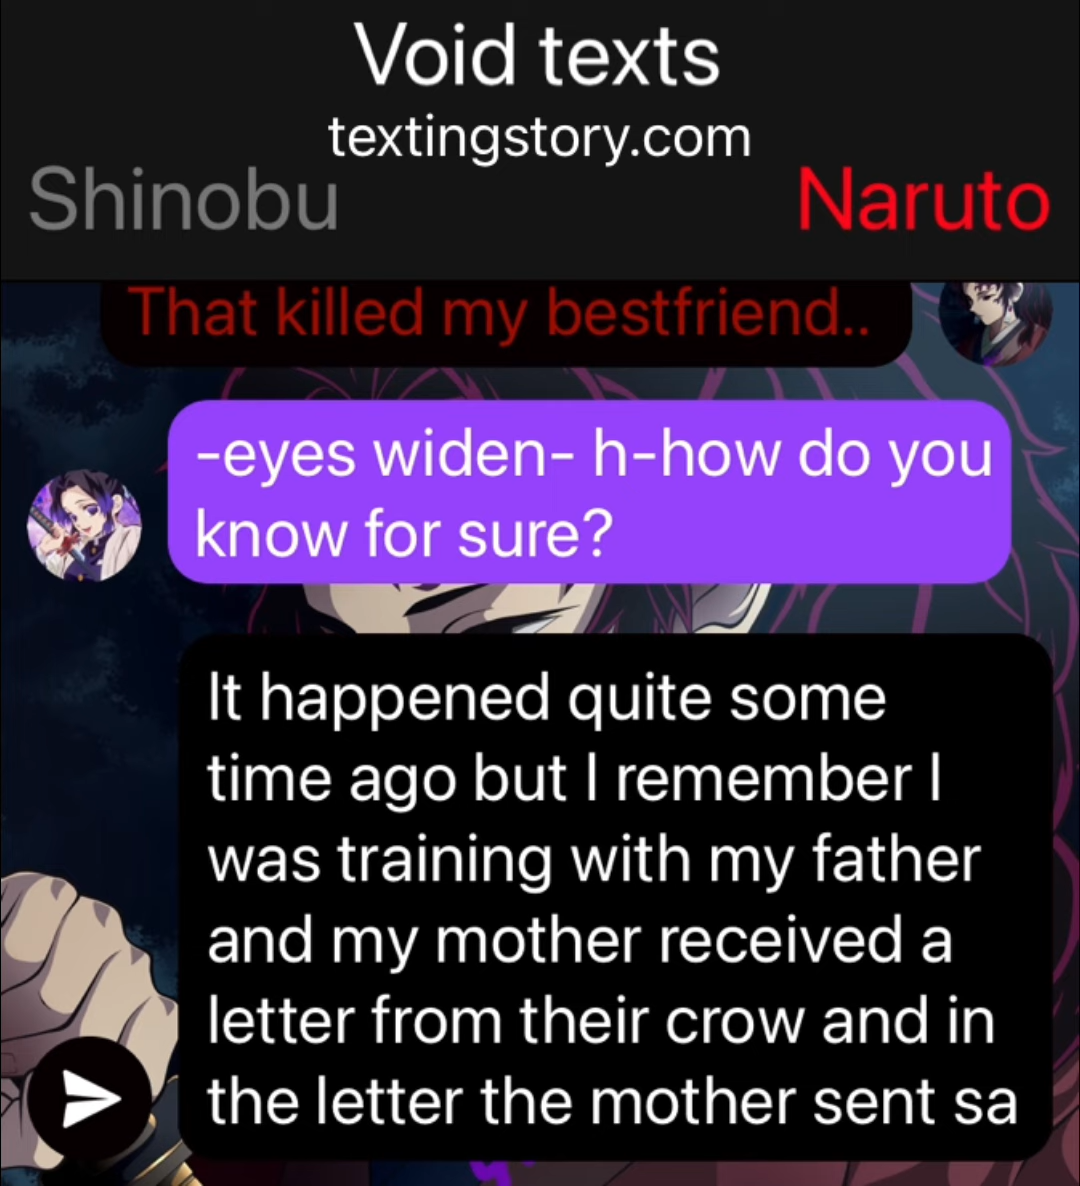 Void texts
textingstory.com
Shinobu
Naruto
That killed my bestfriend..
-eyes widen- h-how do you
know for sure?
It happened quite some
time ago but I remember I
was training with my father
and my mother received a
letter from their crow and in
the letter the mother sent sa